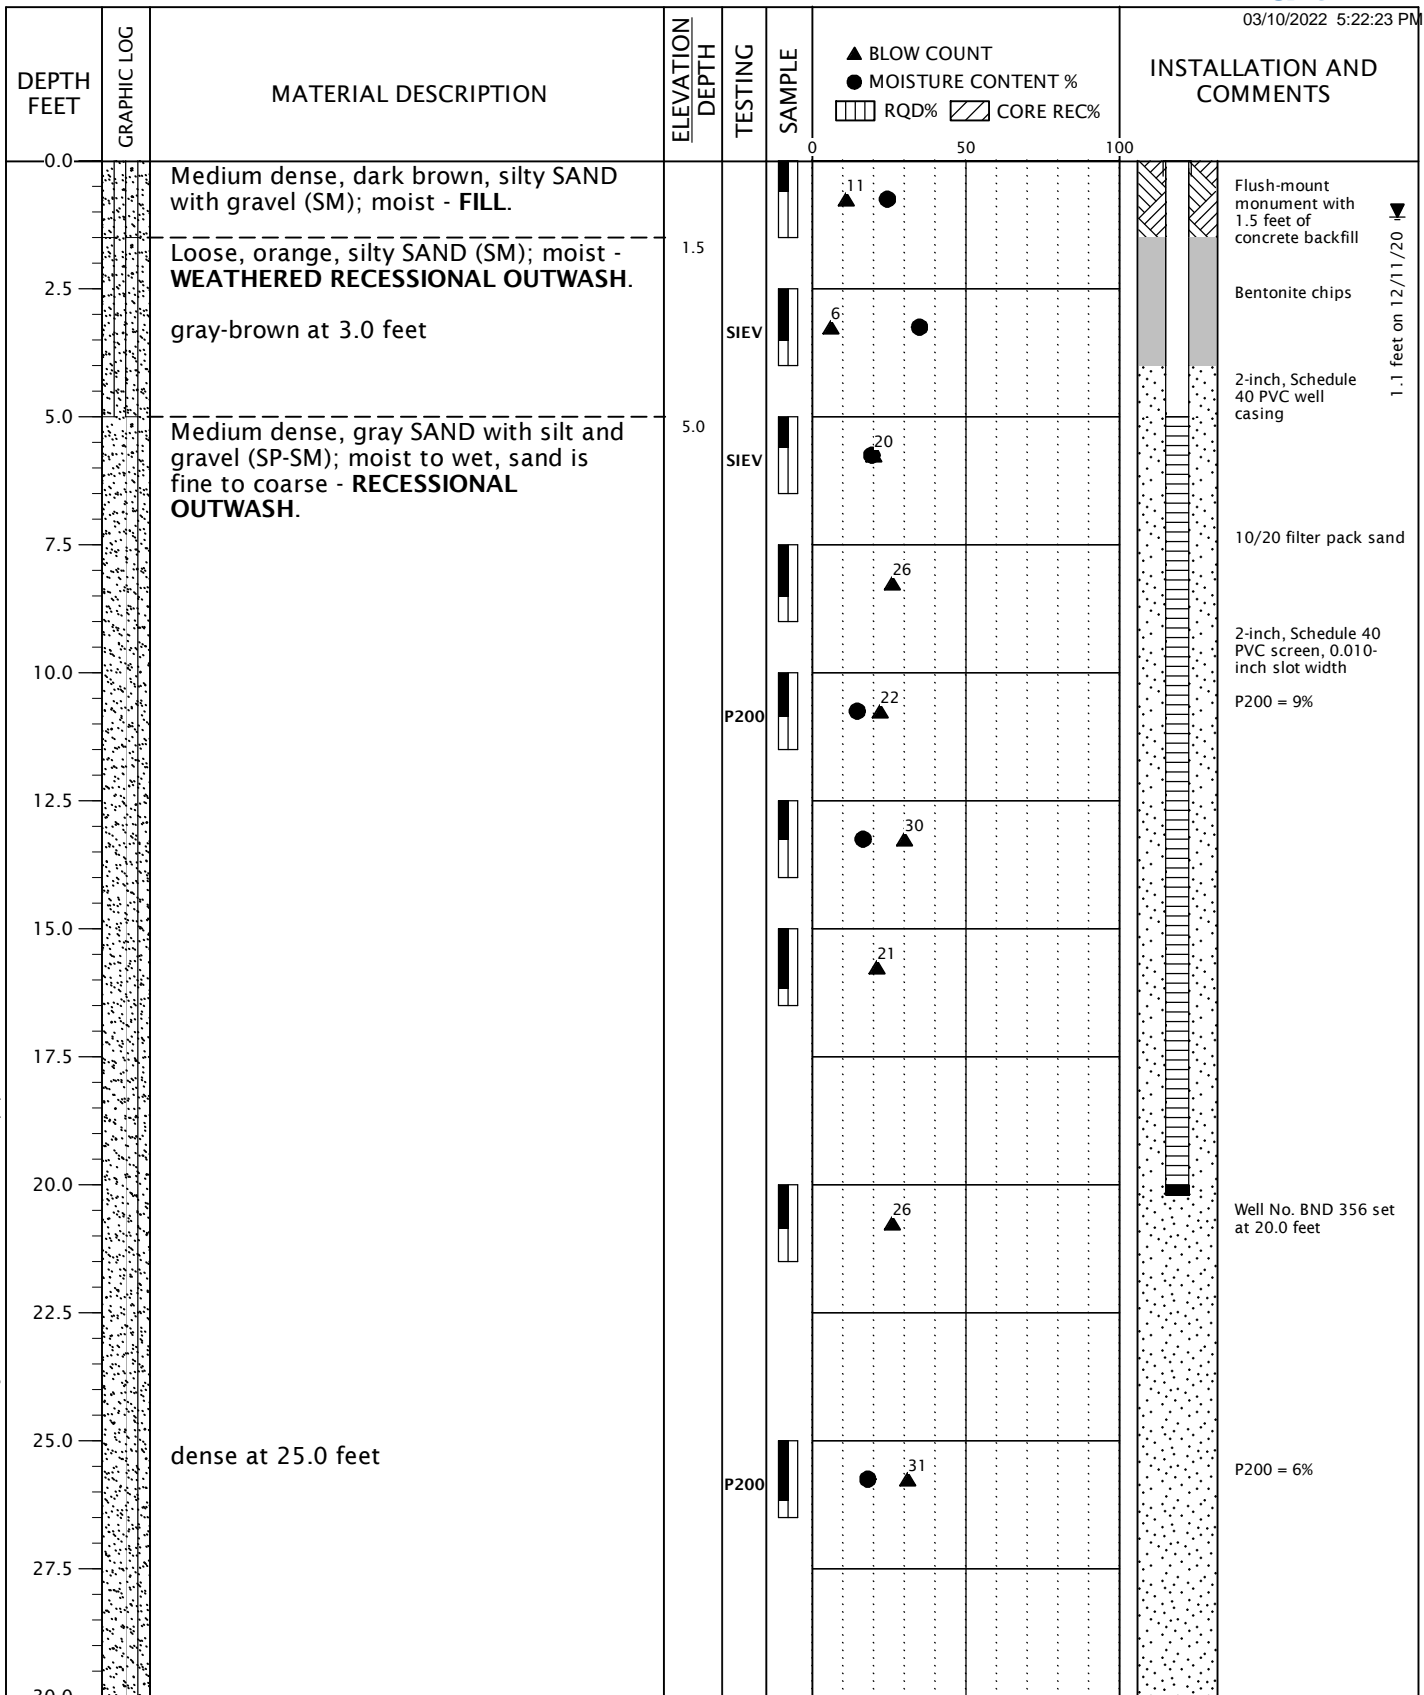 03/10/2022 5:22:23 PM
DEPTH
FEET
GRAPHIC LOG
MATERIAL DESCRIPTION
ELEVATION
DEPTH
TESTING
SAMPLE
▲ BLOW COUNT
● MOISTURE CONTENT %
RQD% CORE REC%
INSTALLATION AND
COMMENTS
0 50 100
0.0
Medium dense, dark brown, silty SAND
with gravel (SM); moist - FILL.
11
Flush-mount
monument with
1.5 feet of
concrete backfill
1.1 feet on 12/11/20
1.5
Loose, orange, silty SAND (SM); moist -
WEATHERED RECESSIONAL OUTWASH.
2.5
Bentonite chips
gray-brown at 3.0 feet
SIEV
6
2-inch, Schedule
40 PVC well
casing
5.0
5.0
Medium dense, gray SAND with silt and
gravel (SP-SM); moist to wet, sand is
fine to coarse - RECESSIONAL
OUTWASH.
SIEV
20
7.5
10/20 filter pack sand
26
2-inch, Schedule 40
PVC screen, 0.010-
inch slot width
10.0
P200
22
P200 = 9%
12.5
30
15.0
21
17.5
20.0
26
Well No. BND 356 set
at 20.0 feet
22.5
25.0
dense at 25.0 feet
P200
31
P200 = 6%
27.5
30.0